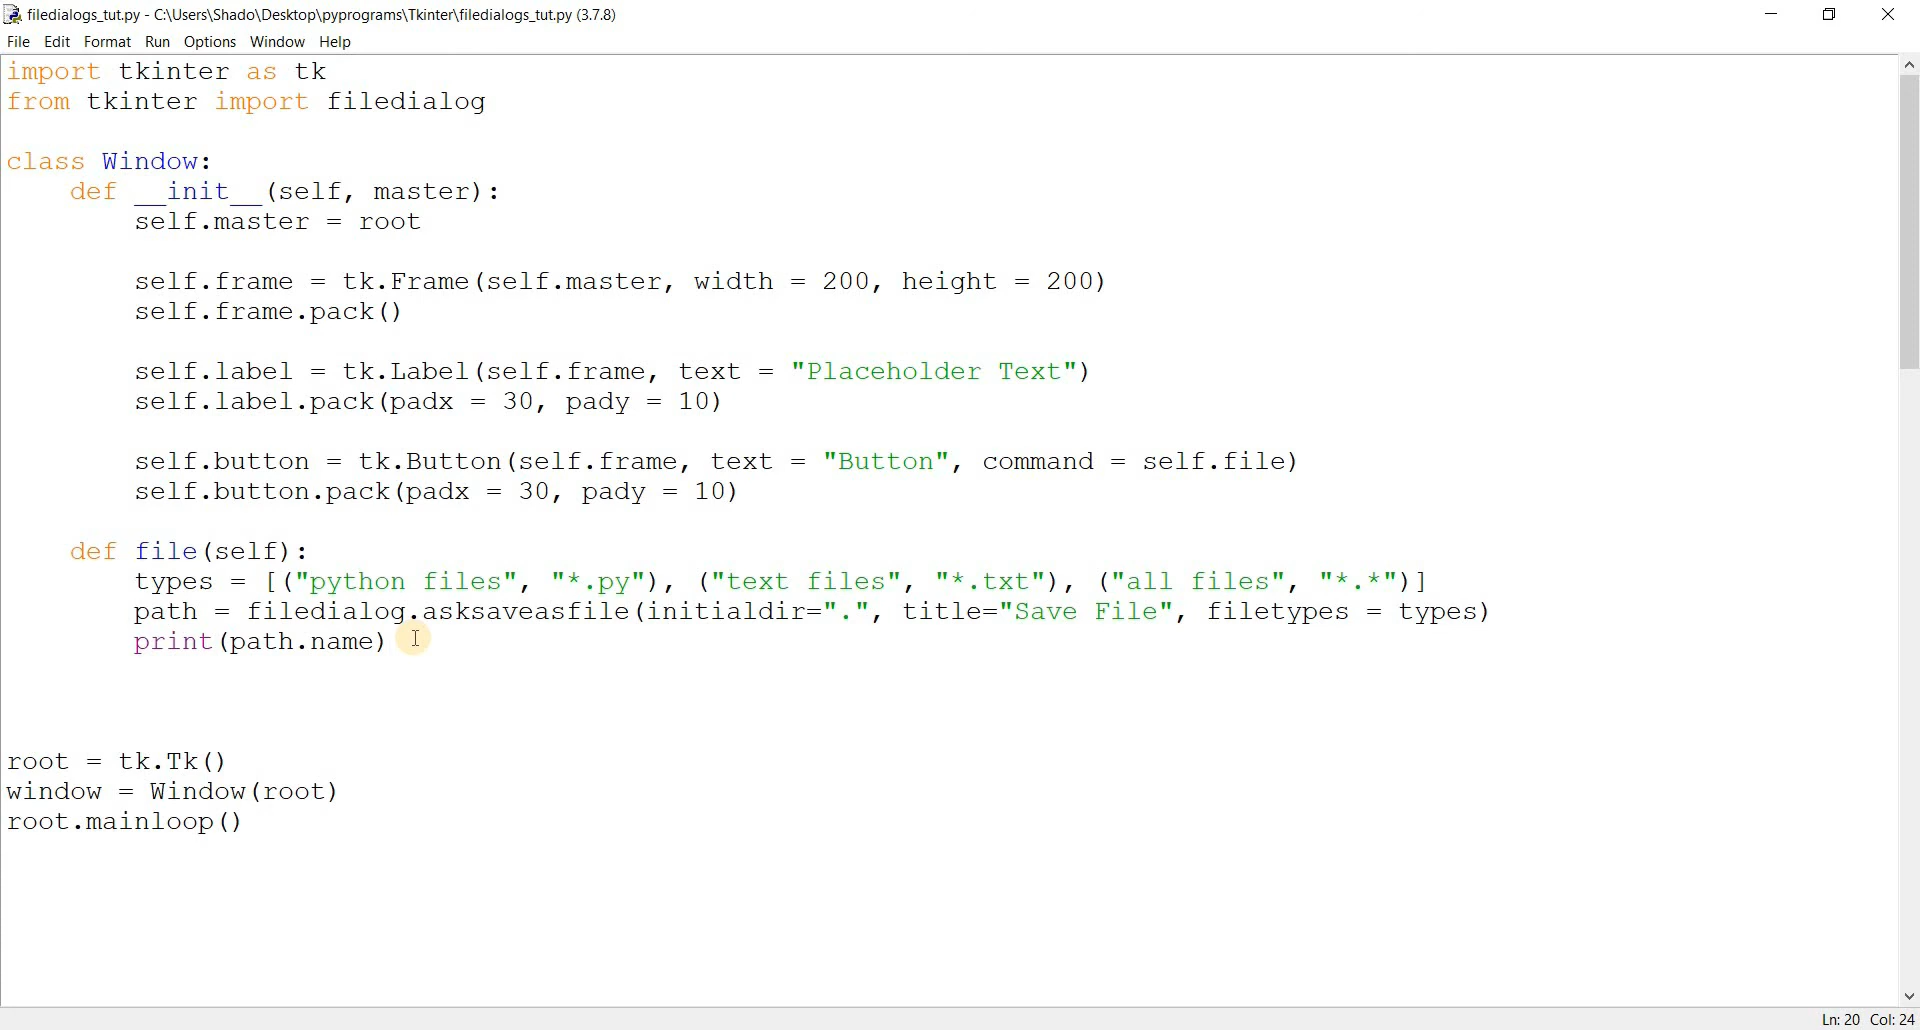 filedialogs_tut.py - C:\Users\Shado\Desktop\pyprograms\Tkinter\filedialogs_tut.py (3.7.8)
File Edit Format Run Options Window Help
import tkinter as tk
from tkinter import filedialog
class Window:
    def __init__(self, master):
        self.master = root
        self.frame = tk.Frame(self.master, width = 200, height = 200)
        self.frame.pack()
        self.label = tk.Label(self.frame, text = "Placeholder Text")
        self.label.pack(padx = 30, pady = 10)
        self.button = tk.Button(self.frame, text = "Button", command = self.file)
        self.button.pack(padx = 30, pady = 10)
    def file(self):
        types = [("python files", "*.py"), ("text files", "*.txt"), ("all files", "*.*")]
        path = filedialog.asksaveasfile(initialdir=".", title="Save File", filetypes = types)
        print(path.name)
root = tk.Tk()
window = Window(root)
root.mainloop()
Ln: 20 Col: 24